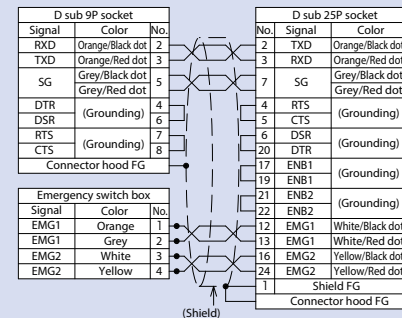 D sub 9P socket
Signal Color No.
RXD Orange/Black dot 2
TXD Orange/Red dot 3
SG Grey/Black dot 5
Grey/Red dot
DTR (Grounding) 4
DSR 6
RTS (Grounding) 7
CTS 8
Connector hood FG
Emergency switch box
Signal Color No.
EMG1 Orange 1
EMG1 Grey 2
EMG2 White 3
EMG2 Yellow 4
D sub 25P socket
No. Signal Color
2 TXD Orange/Black dot
3 RXD Orange/Red dot
7 SG Grey/Black dot
Grey/Red dot
4 RTS (Grounding)
5 CTS
6 DSR (Grounding)
20 DTR
17 ENB1 (Grounding)
19 ENB1
21 ENB2 (Grounding)
22 ENB2
12 EMG1 White/Black dot
13 EMG1 White/Red dot
16 EMG2 Yellow/Black dot
24 EMG2 Yellow/Red dot
1 Shield FG
Connector hood FG
(Shield)